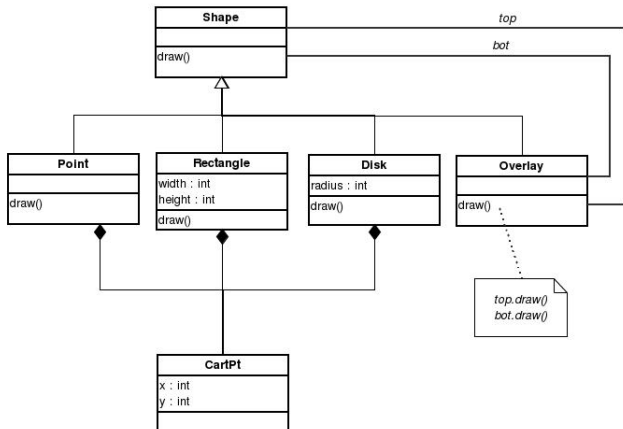 Shape
top
bot
draw()
Point
draw()
Rectangle
width : int
height : int
draw()
Disk
radius : int
draw()
Overlay
draw()
top.draw()
bot.draw()
CartPt
x : int
y : int